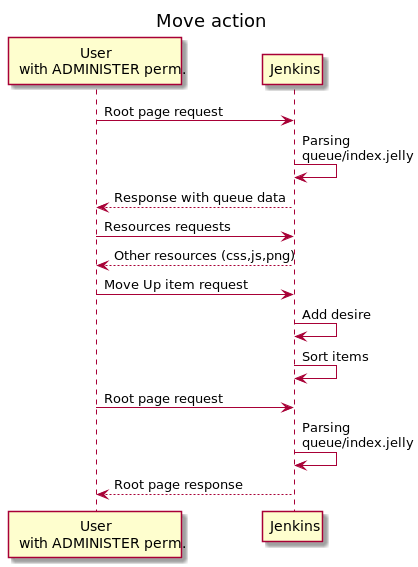 Move action
User
with ADMINISTER perm.
Jenkins
Root page request
Parsing
queue/index.jelly
Response with queue data
Resources requests
Other resources (css,js,png)
Move Up item request
Add desire
Sort items
Root page request
Parsing
queue/index.jelly
Root page response
User
with ADMINISTER perm.
Jenkins